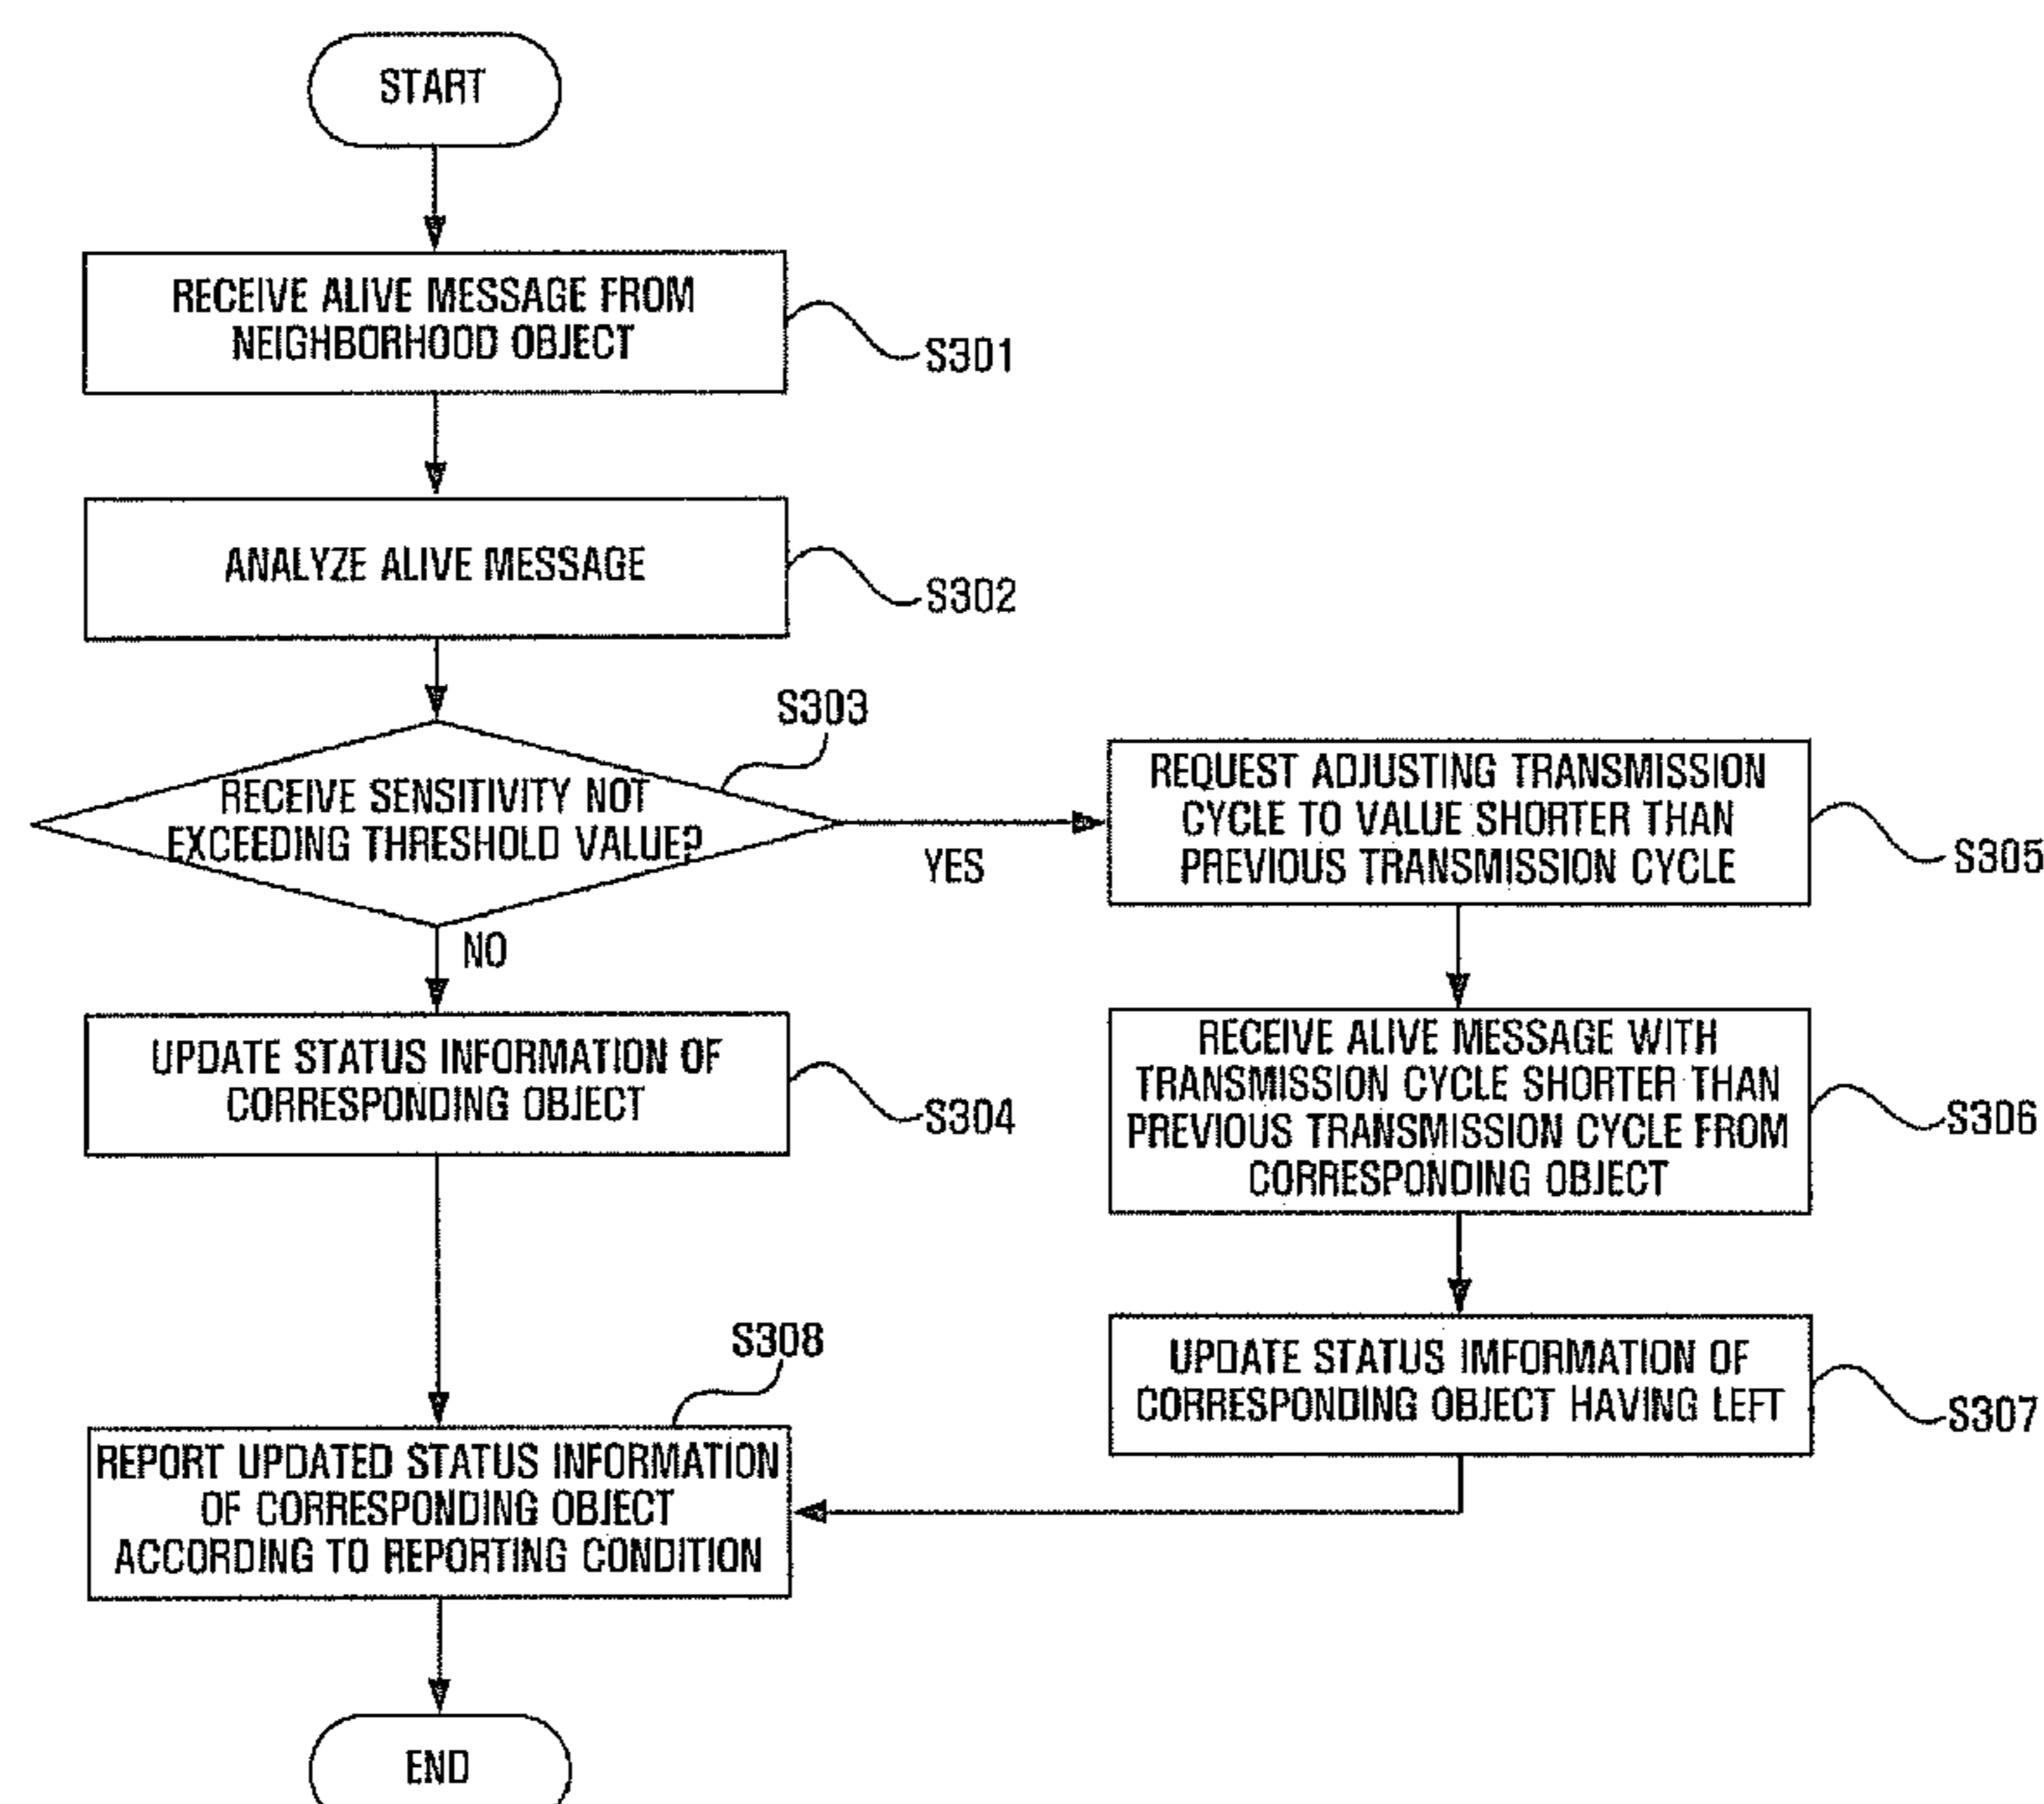 START
RECEIVE ALIVE MESSAGE FROM
NEIGHBORHOOD OBJECT
S301
ANALYZE ALIVE MESSAGE
S302
S303
RECEIVE SENSITIVITY NOT
EXCEEDING THRESHOLD VALUE?
YES
NO
REQUEST ADJUSTING TRANSMISSION
CYCLE TO VALUE SHORTER THAN
PREVIOUS TRANSMISSION CYCLE
S305
UPDATE STATUS INFORMATION OF
CORRESPONDING OBJECT
S304
RECEIVE ALIVE MESSAGE WITH
TRANSMISSION CYCLE SHORTER THAN
PREVIOUS TRANSMISSION CYCLE FROM
CORRESPONDING OBJECT
S306
UPDATE STATUS IMFORMATION OF
CORRESPONDING OBJECT HAVING LEFT
S307
S308
REPORT UPDATED STATUS INFORMATION
OF CORRESPONDING OBJECT
ACCORDING TO REPORTING CONDITION
END